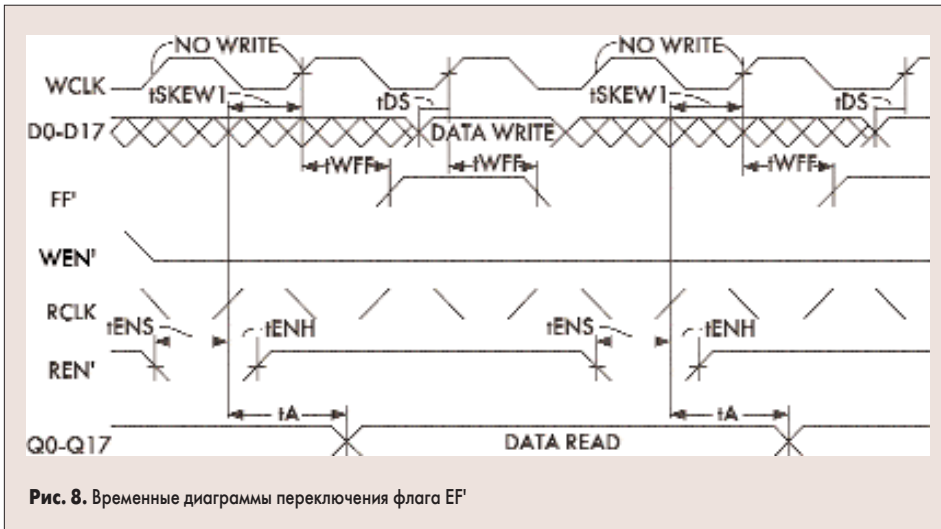 NO WRITE NO WRITE
WCLK
tSKEW1 tDS tSKEW1 tDS
D0-D17 DATA WRITE
tWFF tWFF tWFF
FF'
WEN'
RCLK
tENS tENH tENS tENH
REN'
tA tA
Q0-Q17 DATA READ
Рис. 8. Временные диаграммы переключения флага EF'